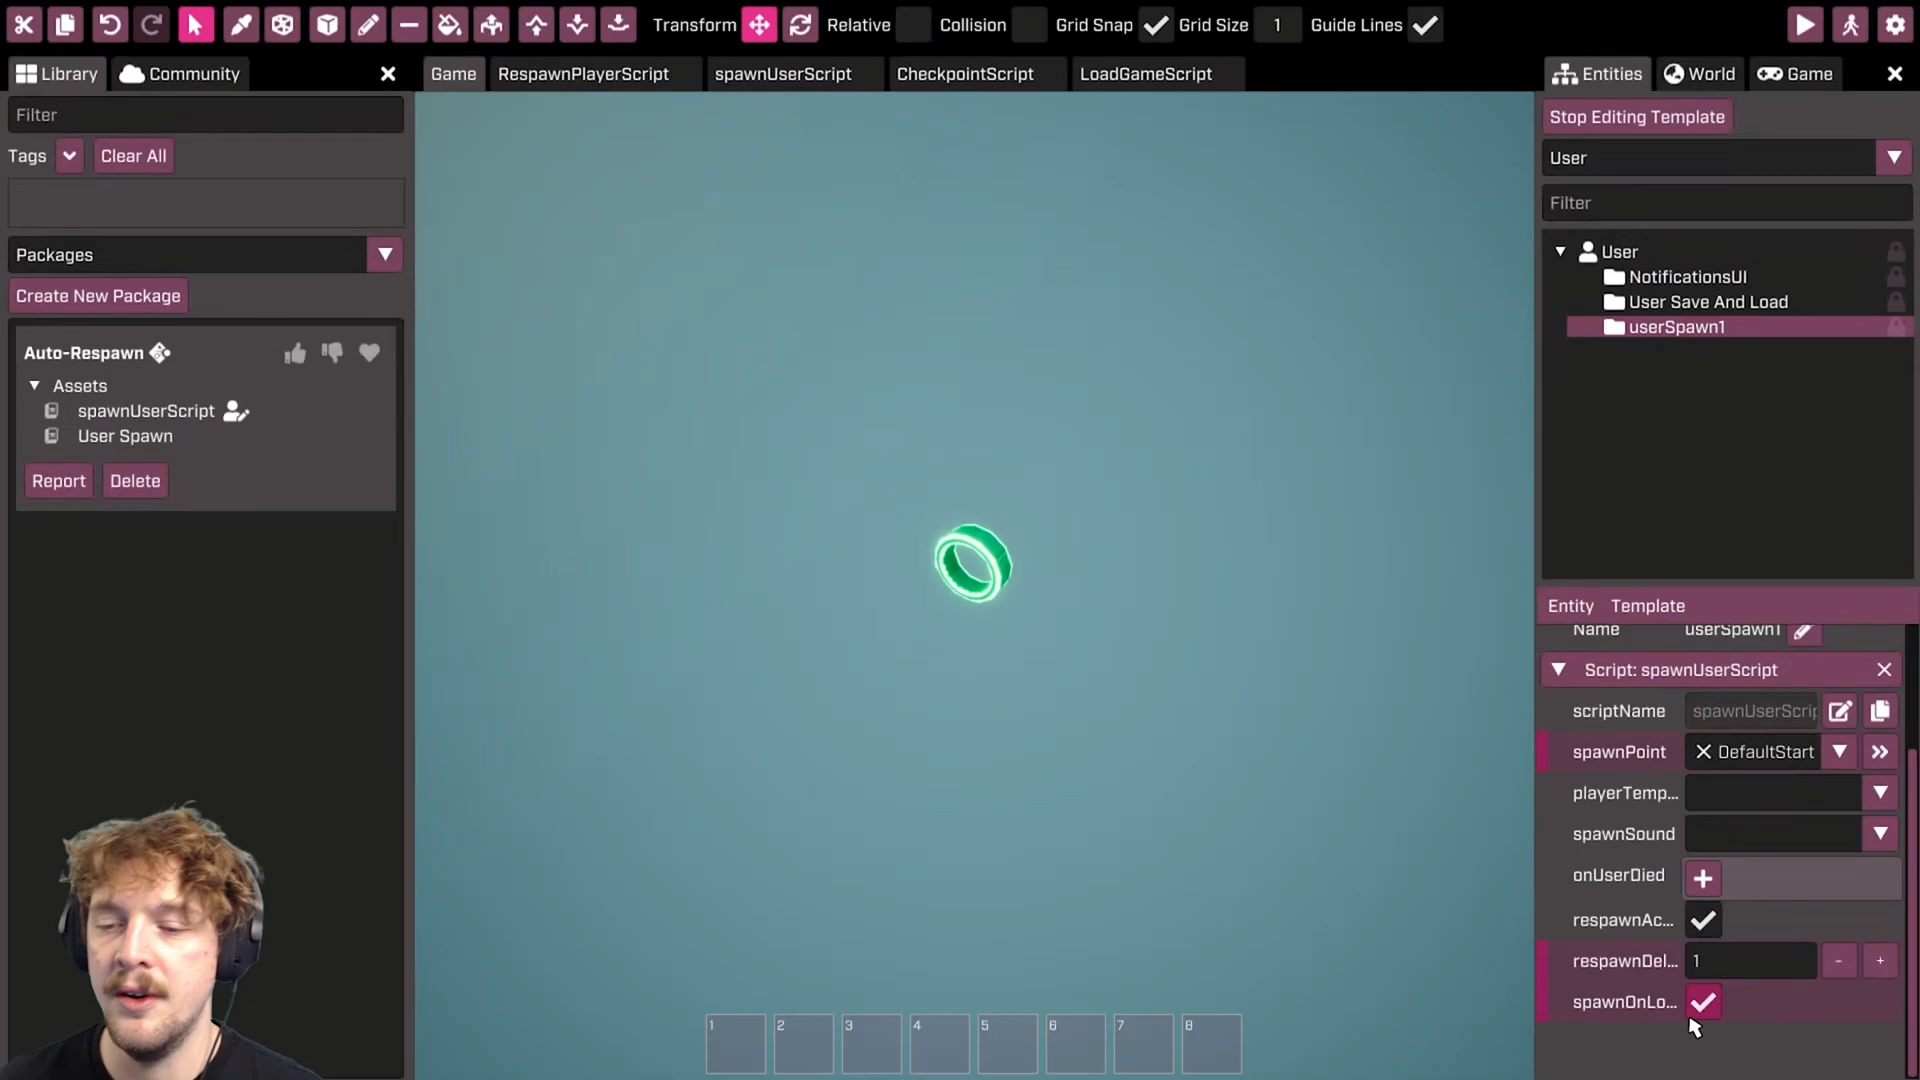 Transform
Relative
Collision
Grid Snap
Grid Size
1
Guide Lines
Library
Community
Game
RespawnPlayerScript
spawnUserScript
CheckpointScript
LoadGameScript
Entities
World
Game
Filter
Tags
Clear All
Packages
Create New Package
Auto-Respawn
Assets
spawnUserScript
User Spawn
Report
Delete
1
2
3
4
5
6
7
8
Stop Editing Template
User
Filter
User
NotificationsUI
User Save And Load
userSpawn1
Entity
Template
Name
userSpawn1
Script: spawnUserScript
scriptName
spawnUserScrip
spawnPoint
DefaultStart
playerTemp...
spawnSound
onUserDied
respawnAc...
respawnDel...
1
-
+
spawnOnLo...